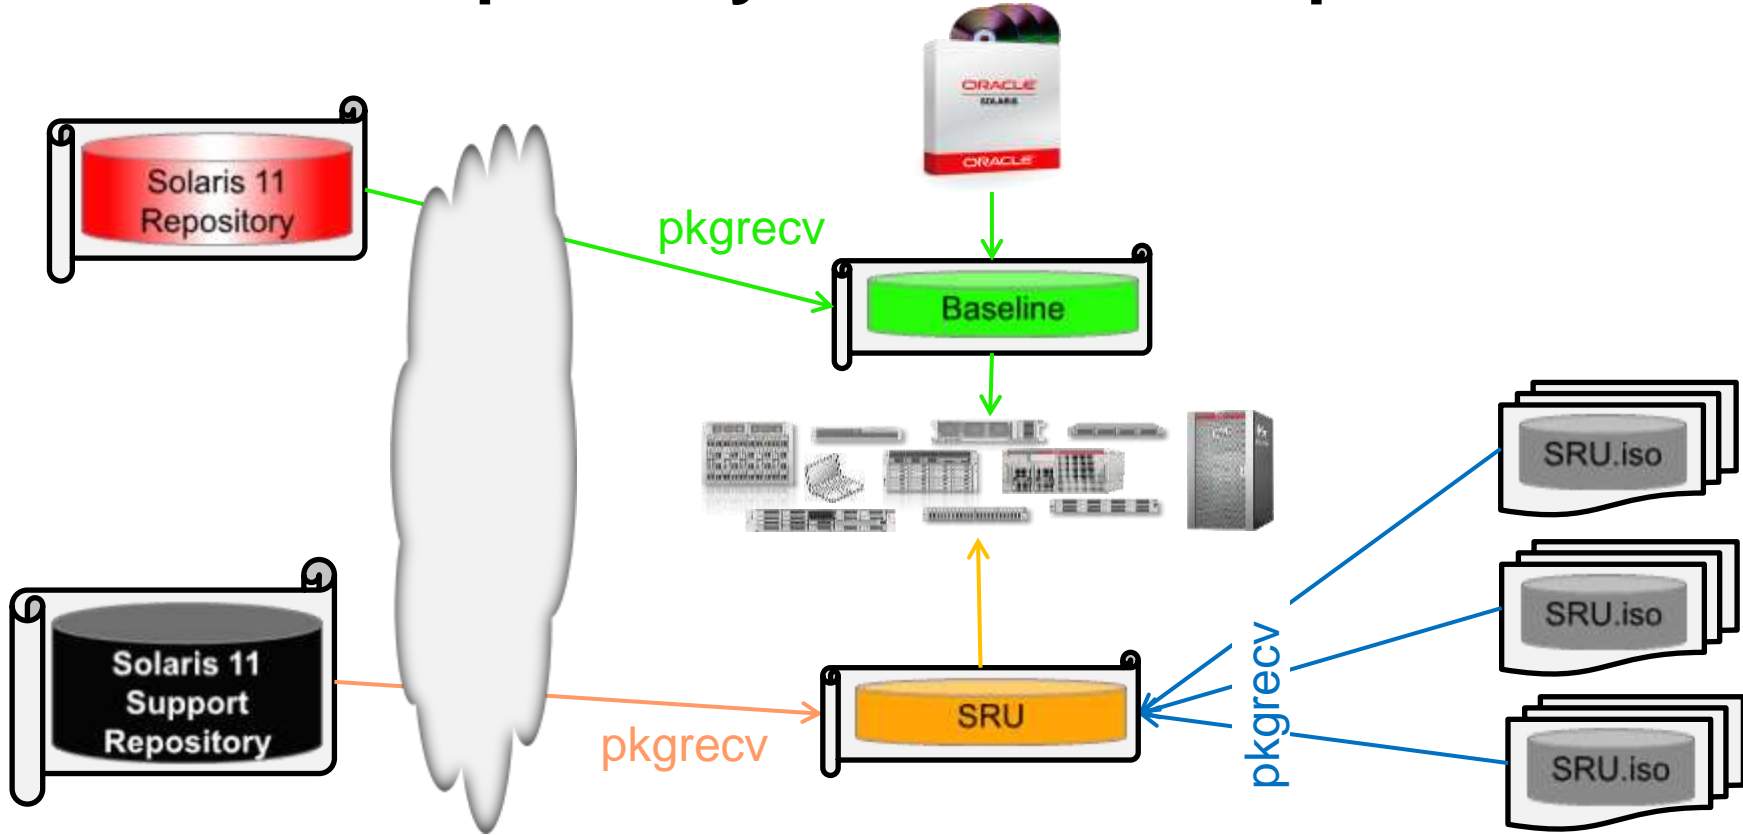 ORACLE
SOLARIS
ORACLE
Solaris 11
Repository
pkgrecv
Baseline
SRU.iso
SRU.iso
Solaris 11
Support
Repository
pkgrecv
SRU
pkgrecv
SRU.iso